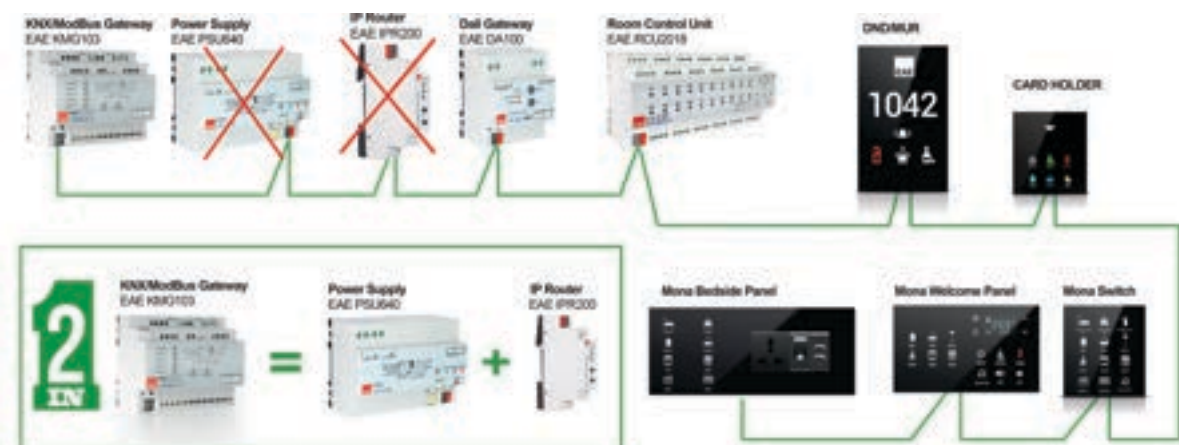 KNX/ModBus Gateway
EAE KMG103
Power Supply
EAE PSU640
IP Router
EAE IPR200
Dali Gateway
EAE DA100
Room Control Unit
EAE RCU2018
DND/MUR
EAE
1042
CARD HOLDER
2
IN
1
KNX/ModBus Gateway
EAE KMG103
=
Power Supply
EAE PSU640
+
IP Router
EAE IPR200
Mona Bedside Panel
Mona Welcome Panel
Mona Switch